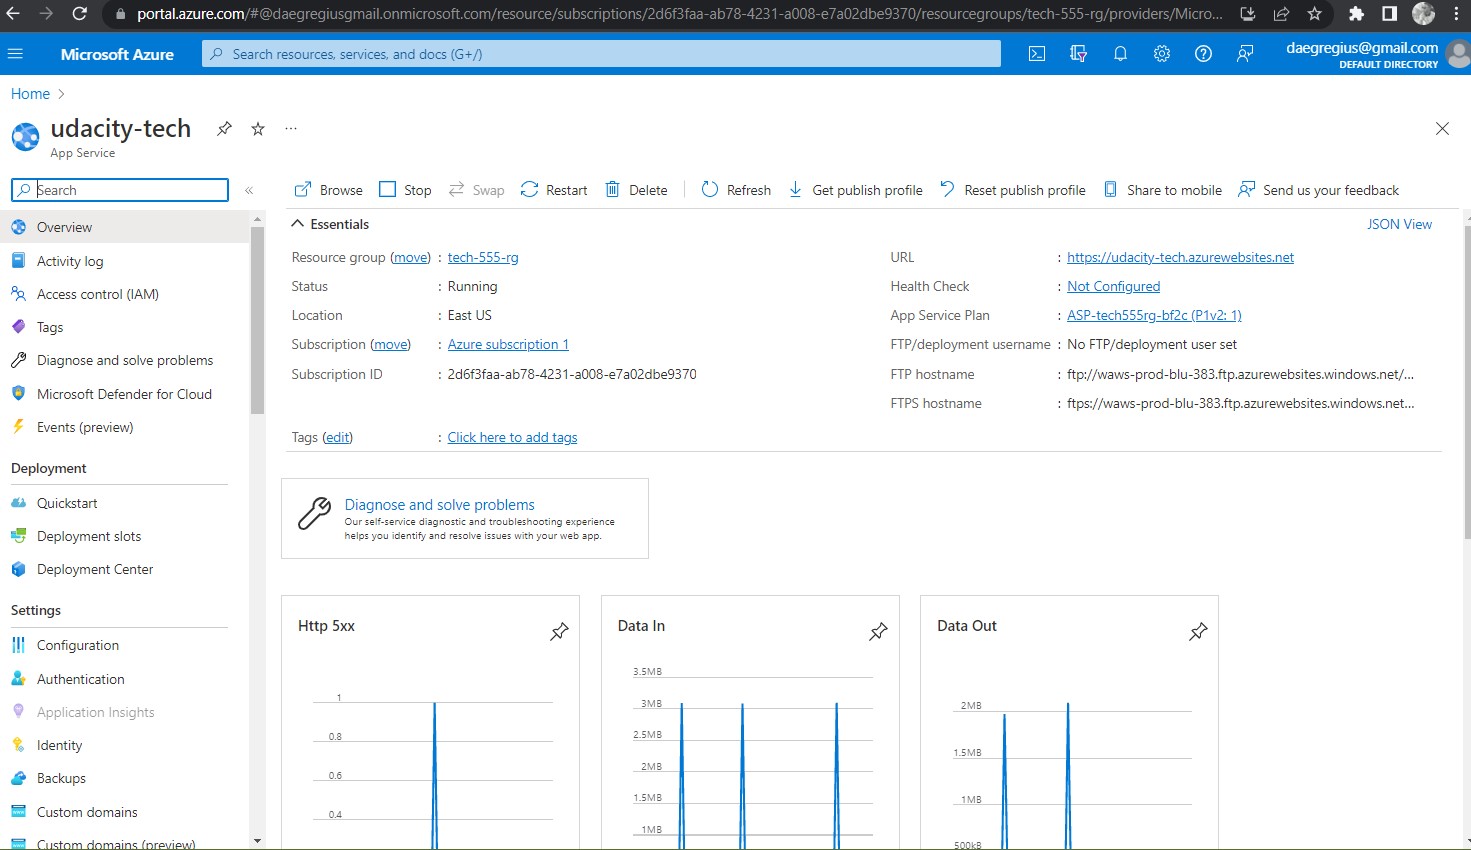 portal.azure.com/#@daegregiusgmail.onmicrosoft.com/resource/subscriptions/2d6f3faa-ab78-4231-a008-e7a02dbe9370/resourcegroups/tech-555-rg/providers/Micro...
Microsoft Azure
Search resources, services, and docs (G+/)
daegregius@gmail.com
DEFAULT DIRECTORY
Home
udacity-tech
App Service
Search
Browse Stop Swap Restart Delete Refresh Get publish profile Reset publish profile Share to mobile Send us your feedback
Overview
Activity log
Access control (IAM)
Tags
Diagnose and solve problems
Microsoft Defender for Cloud
Events (preview)
Deployment
Quickstart
Deployment slots
Deployment Center
Settings
Configuration
Authentication
Application Insights
Identity
Backups
Custom domains
Custom domains (preview)
Essentials
JSON View
Resource group (move) : tech-555-rg
Status : Running
Location : East US
Subscription (move) : Azure subscription 1
Subscription ID : 2d6f3faa-ab78-4231-a008-e7a02dbe9370
Tags (edit) : Click here to add tags
URL : https://udacity-tech.azurewebsites.net
Health Check : Not Configured
App Service Plan : ASP-tech555rg-bf2c (P1v2: 1)
FTP/deployment username : No FTP/deployment user set
FTP hostname : ftp://waws-prod-blu-383.ftp.azurewebsites.windows.net/...
FTPS hostname : ftps://waws-prod-blu-383.ftp.azurewebsites.windows.net...
Diagnose and solve problems
Our self-service diagnostic and troubleshooting experience
helps you identify and resolve issues with your web app.
Http 5xx
1
0.8
0.6
0.4
Data In
3.5MB
3MB
2.5MB
2MB
1.5MB
1MB
Data Out
2MB
1.5MB
1MB
500kB